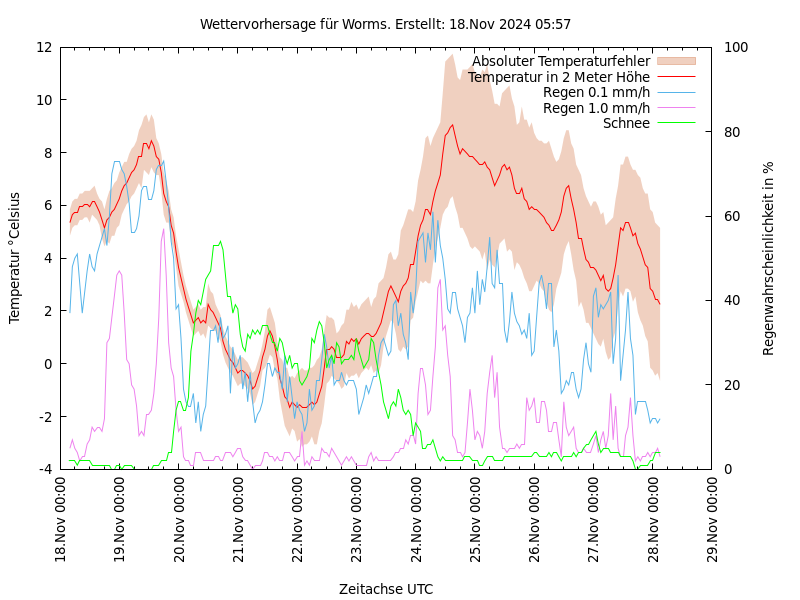 Wettervorhersage für Worms. Erstellt: 18.Nov 2024 05:57
Absoluter Temperaturfehler
Temperatur in 2 Meter Höhe
Regen 0.1 mm/h
Regen 1.0 mm/h
Schnee
Temperatur °Celsius
12
10
8
6
4
2
0
-2
-4
Regenwahrscheinlichkeit in %
100
80
60
40
20
0
18.Nov 00:00
19.Nov 00:00
20.Nov 00:00
21.Nov 00:00
22.Nov 00:00
23.Nov 00:00
24.Nov 00:00
25.Nov 00:00
26.Nov 00:00
27.Nov 00:00
28.Nov 00:00
29.Nov 00:00
Zeitachse UTC